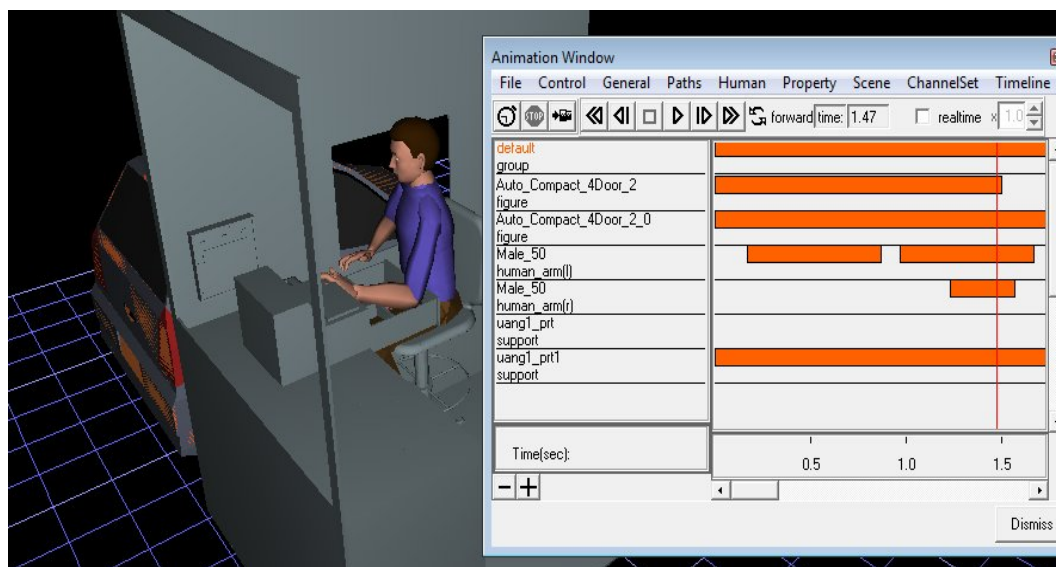 Animation Window
File Control General Paths Human Property Scene ChannelSet Timeline
STOP forward time: 1.47 realtime x 1.0
default
group
Auto_Compact_4Door_2
figure
Auto_Compact_4Door_2_0
figure
Male_50
human_arm(l)
Male_50
human_arm(r)
uang1_prt
support
uang1_prt1
support
Time(sec):
0.5 1.0 1.5
Dismiss